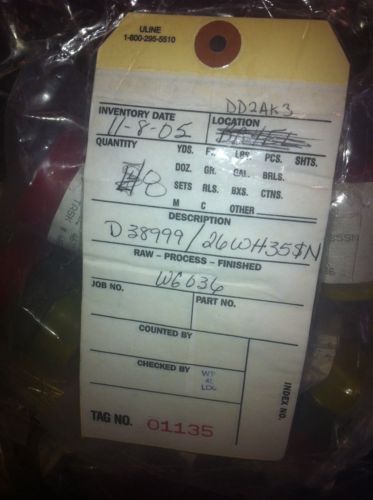 ULINE
1-800-295-5510
DD2AK3
INVENTORY DATE LOCATION
11-8-05
QUANTITY YDS. LBS. PCS. SHTS.
DOZ. GR. GAL. BRLS.
8
SETS RLS. BXS. CTNS.
M C OTHER
DESCRIPTION
D38999/26WH35SN
RAW - PROCESS - FINISHED
W6636
JOB NO. PART NO.
COUNTED BY
CHECKED BY
INDEX NO.
TAG NO. 01135